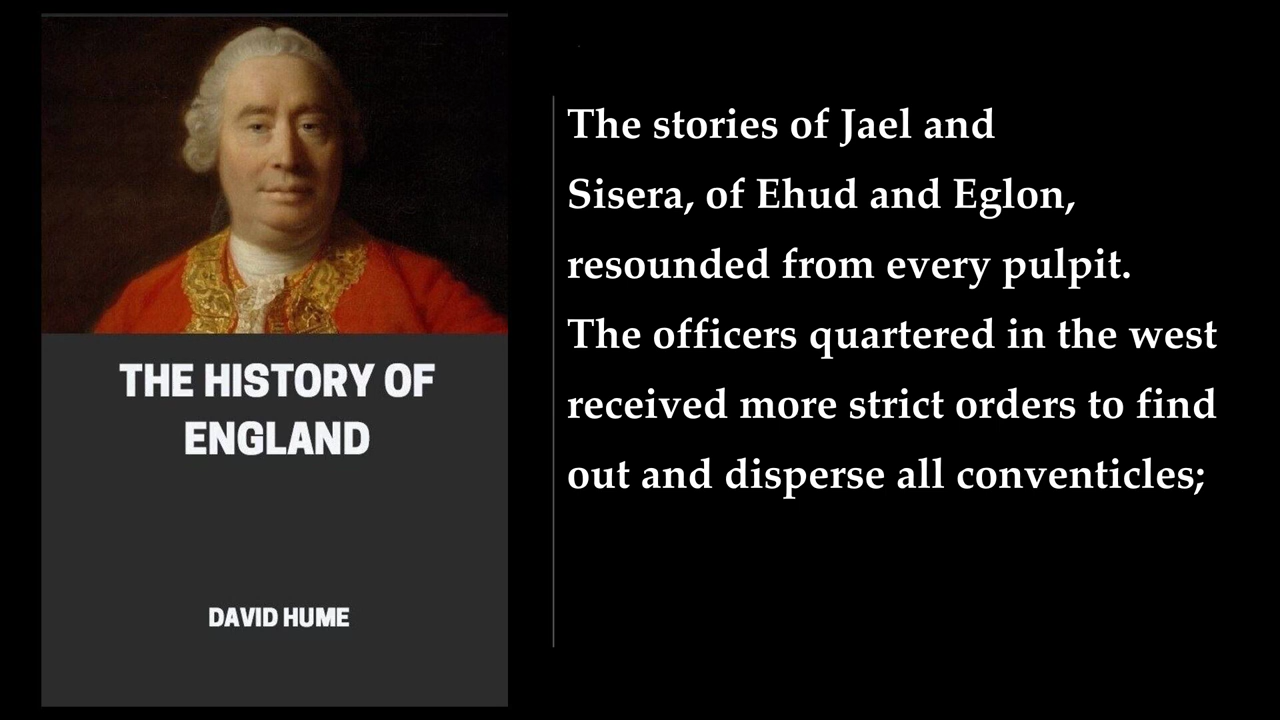 THE HISTORY OF
ENGLAND
DAVID HUME
The stories of Jael and
Sisera, of Ehud and Eglon,
resounded from every pulpit.
The officers quartered in the west
received more strict orders to find
out and disperse all conventicles;